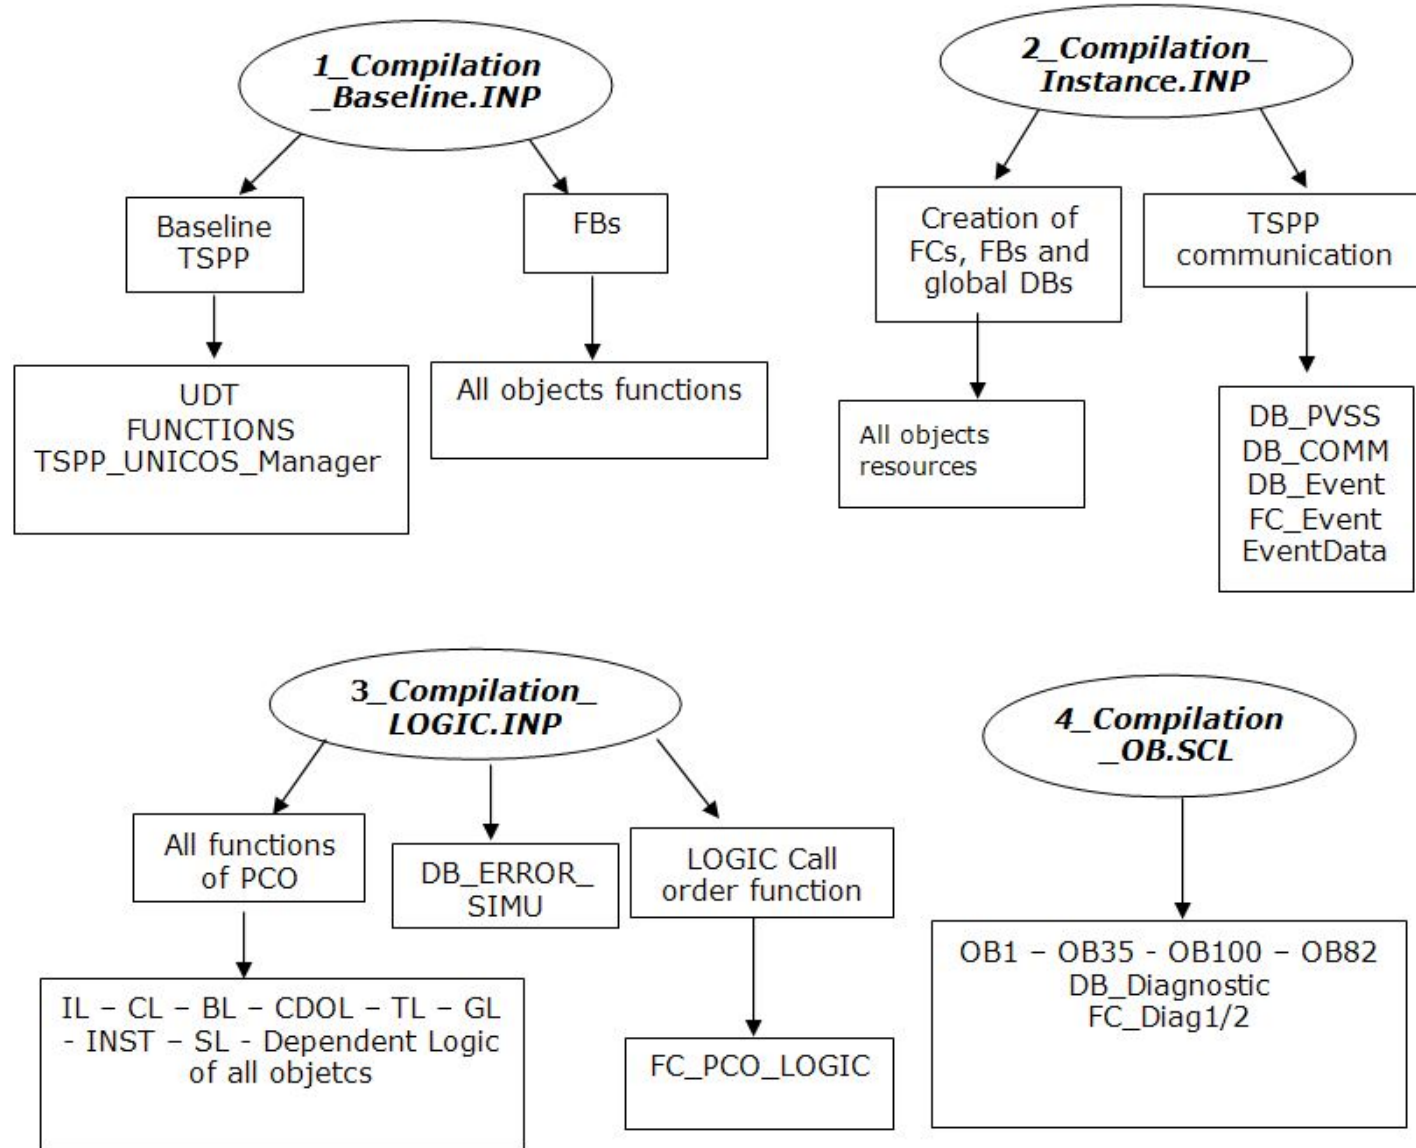 1_Compilation
_Baseline.INP
Baseline
TSPP
FBs
UDT
FUNCTIONS
TSPP_UNICOS_Manager
All objects functions
2_Compilation_
Instance.INP
Creation of
FCs, FBs and
global DBs
TSPP
communication
All objects
resources
DB_PVSS
DB_COMM
DB_Event
FC_Event
EventData
3_Compilation_
LOGIC.INP
All functions
of PCO
DB_ERROR_
SIMU
LOGIC Call
order function
IL – CL – BL – CDOL – TL – GL
- INST – SL - Dependent Logic
of all objetcs
FC_PCO_LOGIC
4_Compilation
_OB.SCL
OB1 – OB35 - OB100 – OB82
DB_Diagnostic
FC_Diag1/2